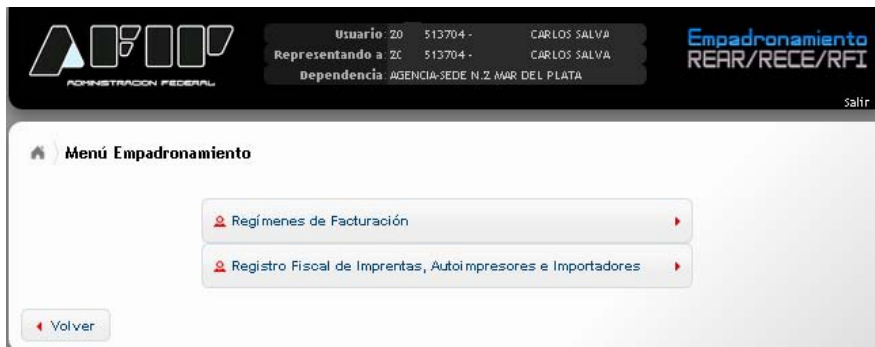 AFIP
ADMINISTRACION FEDERAL
Usuario: 20 513704 - CARLOS SALVA
Representando a: 20 513704 - CARLOS SALVA
Dependencia: AGENCIA-SEDE N.2 MAR DEL PLATA
Empadronamiento
REAR/RECE/RFI
Salir
Menú Empadronamiento
Regímenes de Facturación
Registro Fiscal de Imprentas, Autoimpresores e Importadores
Volver